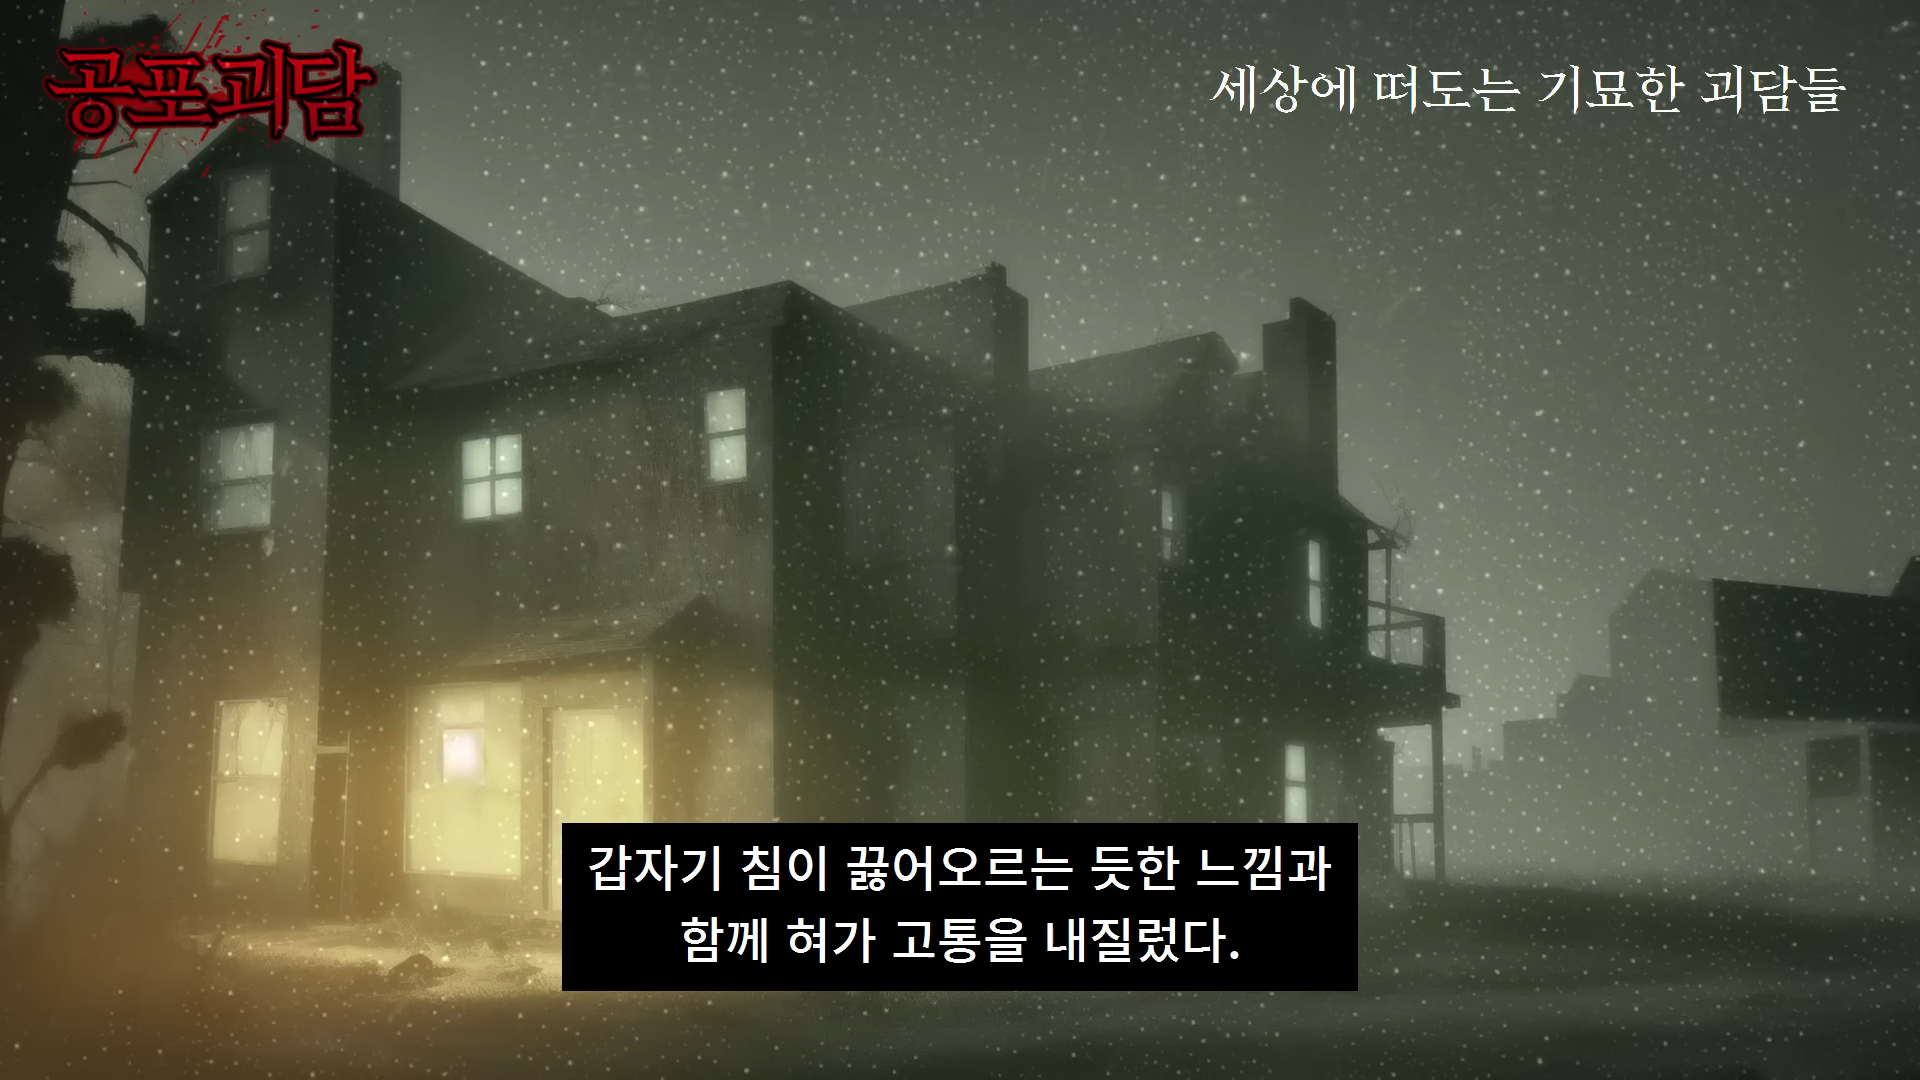 공포괴담
세상에 떠도는 기묘한 괴담들
갑자기 침이 끓어오르는 듯한 느낌과
함께 혀가 고통을 내질렀다.